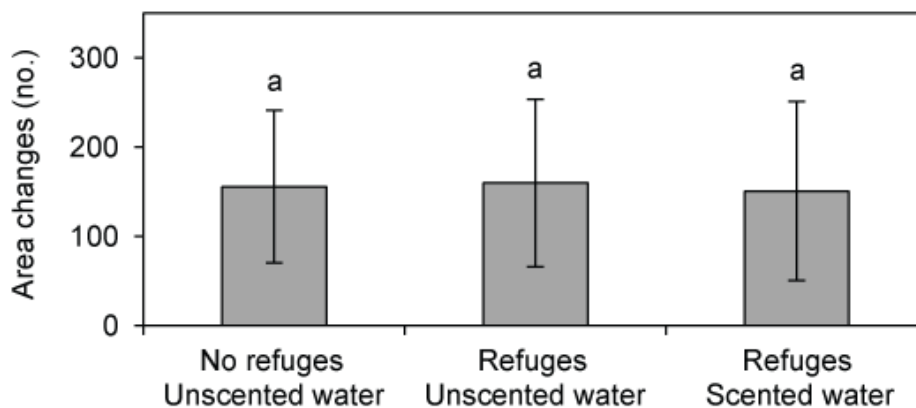 Area changes (no.)
300
200
100
0
a
a
a
No refuges
Unscented water
Refuges
Unscented water
Refuges
Scented water